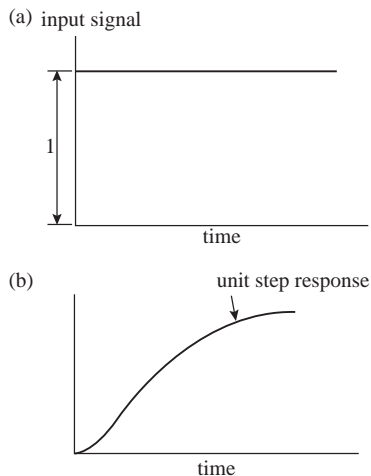 (a) input signal
1
time
(b)
unit step response
time